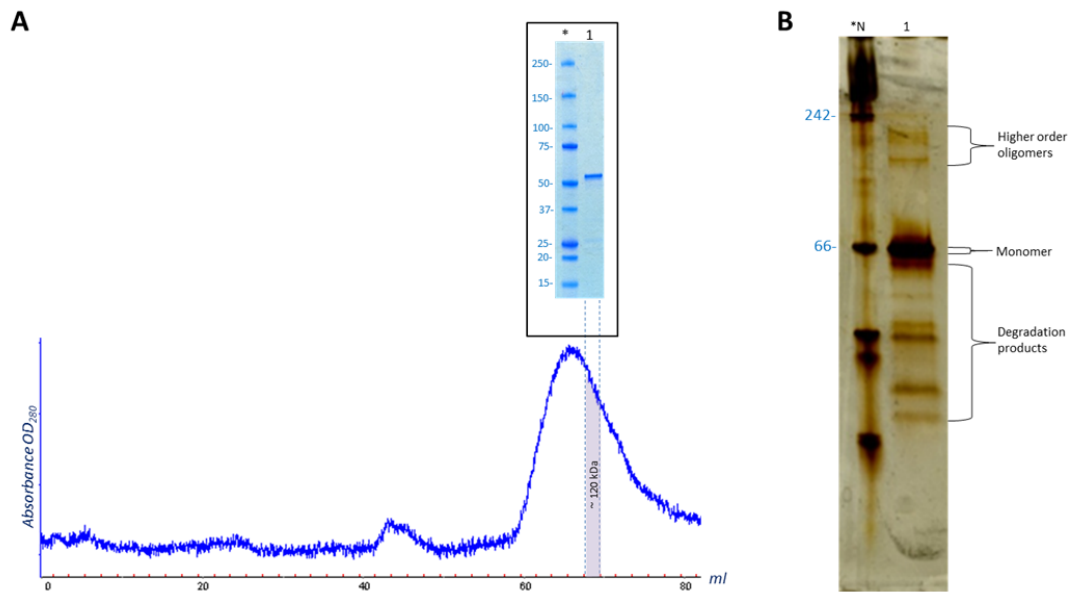 A
* 1
250-
150-
100-
75-
50-
37-
25-
20-
15-
Absorbance OD280
~ 120 kDa
0 20 40 60 80 ml
B
*N 1
242-
66-
Higher order
oligomers
Monomer
Degradation
products